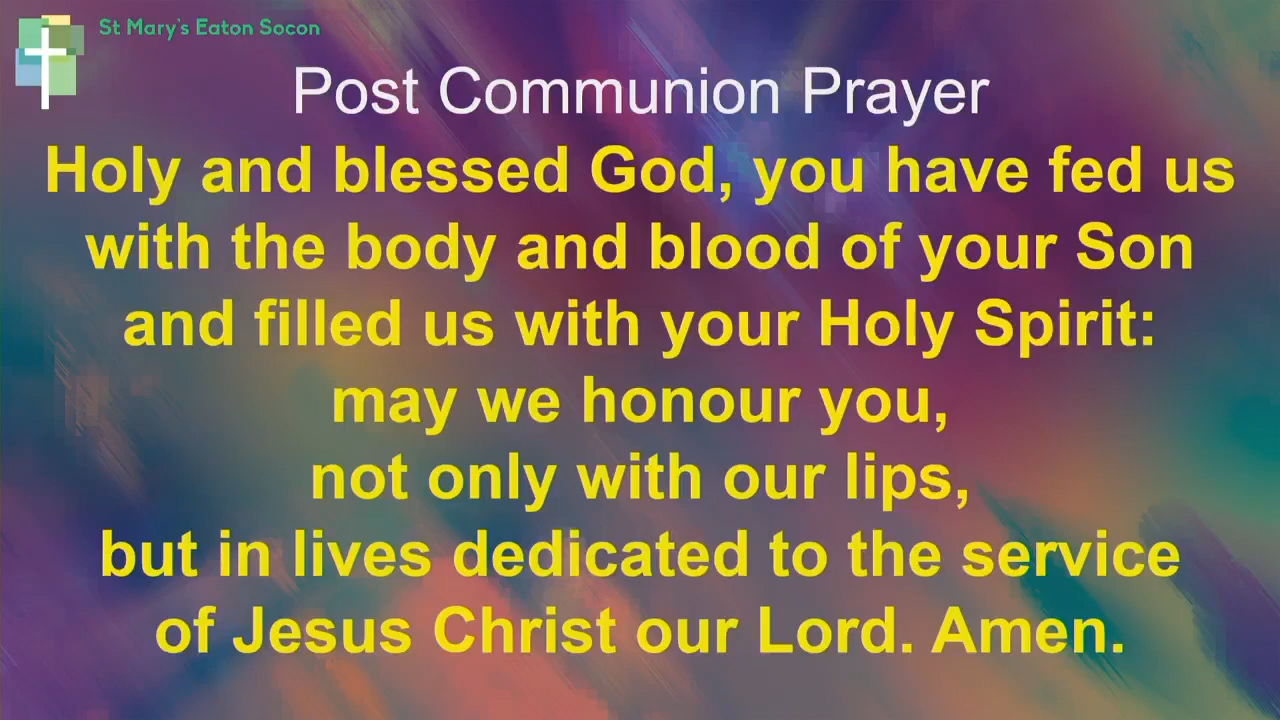 St Mary's Eaton Socon
Post Communion Prayer
Holy and blessed God, you have fed us
with the body and blood of your Son
and filled us with your Holy Spirit:
may we honour you,
not only with our lips,
but in lives dedicated to the service
of Jesus Christ our Lord. Amen.